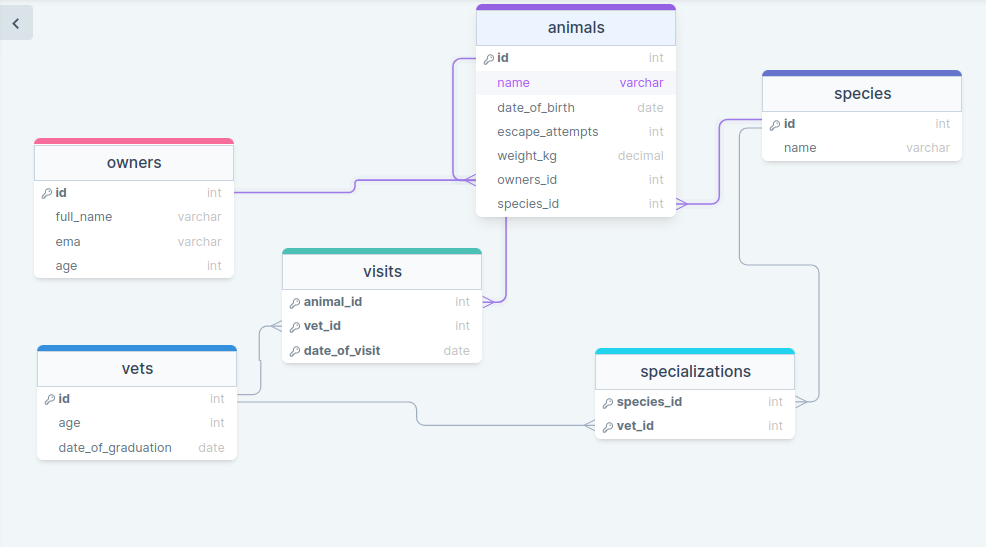 animals
id int
name varchar
date_of_birth date
escape_attempts int
weight_kg decimal
owners_id int
species_id int
species
id int
name varchar
owners
id int
full_name varchar
ema varchar
age int
visits
animal_id int
vet_id int
date_of_visit date
vets
id int
age int
date_of_graduation date
specializations
species_id int
vet_id int